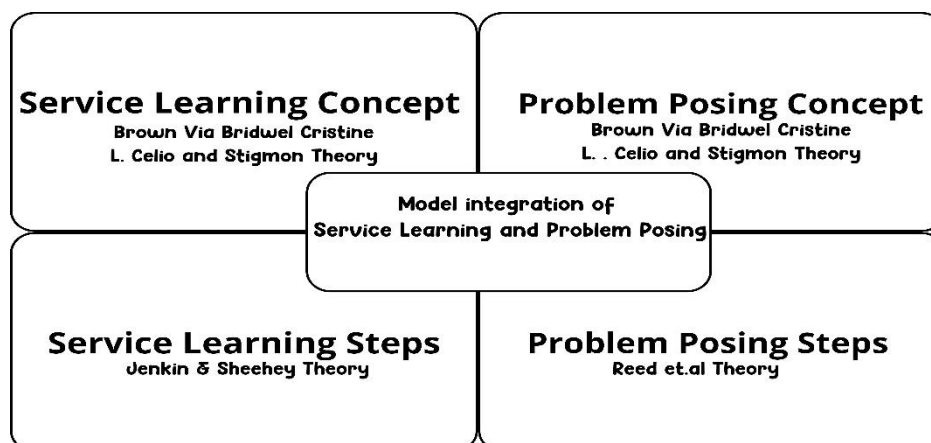 Service Learning Concept
Brown Via Bridwel Cristine
L. Celio and Stigmon Theory
Problem Posing Concept
Brown Via Bridwel Cristine
L. . Celio and Stigmon Theory
Model integration of
Service Learning and Problem Posing
Service Learning Steps
Jenkin & Sheehey Theory
Problem Posing Steps
Reed et.al Theory